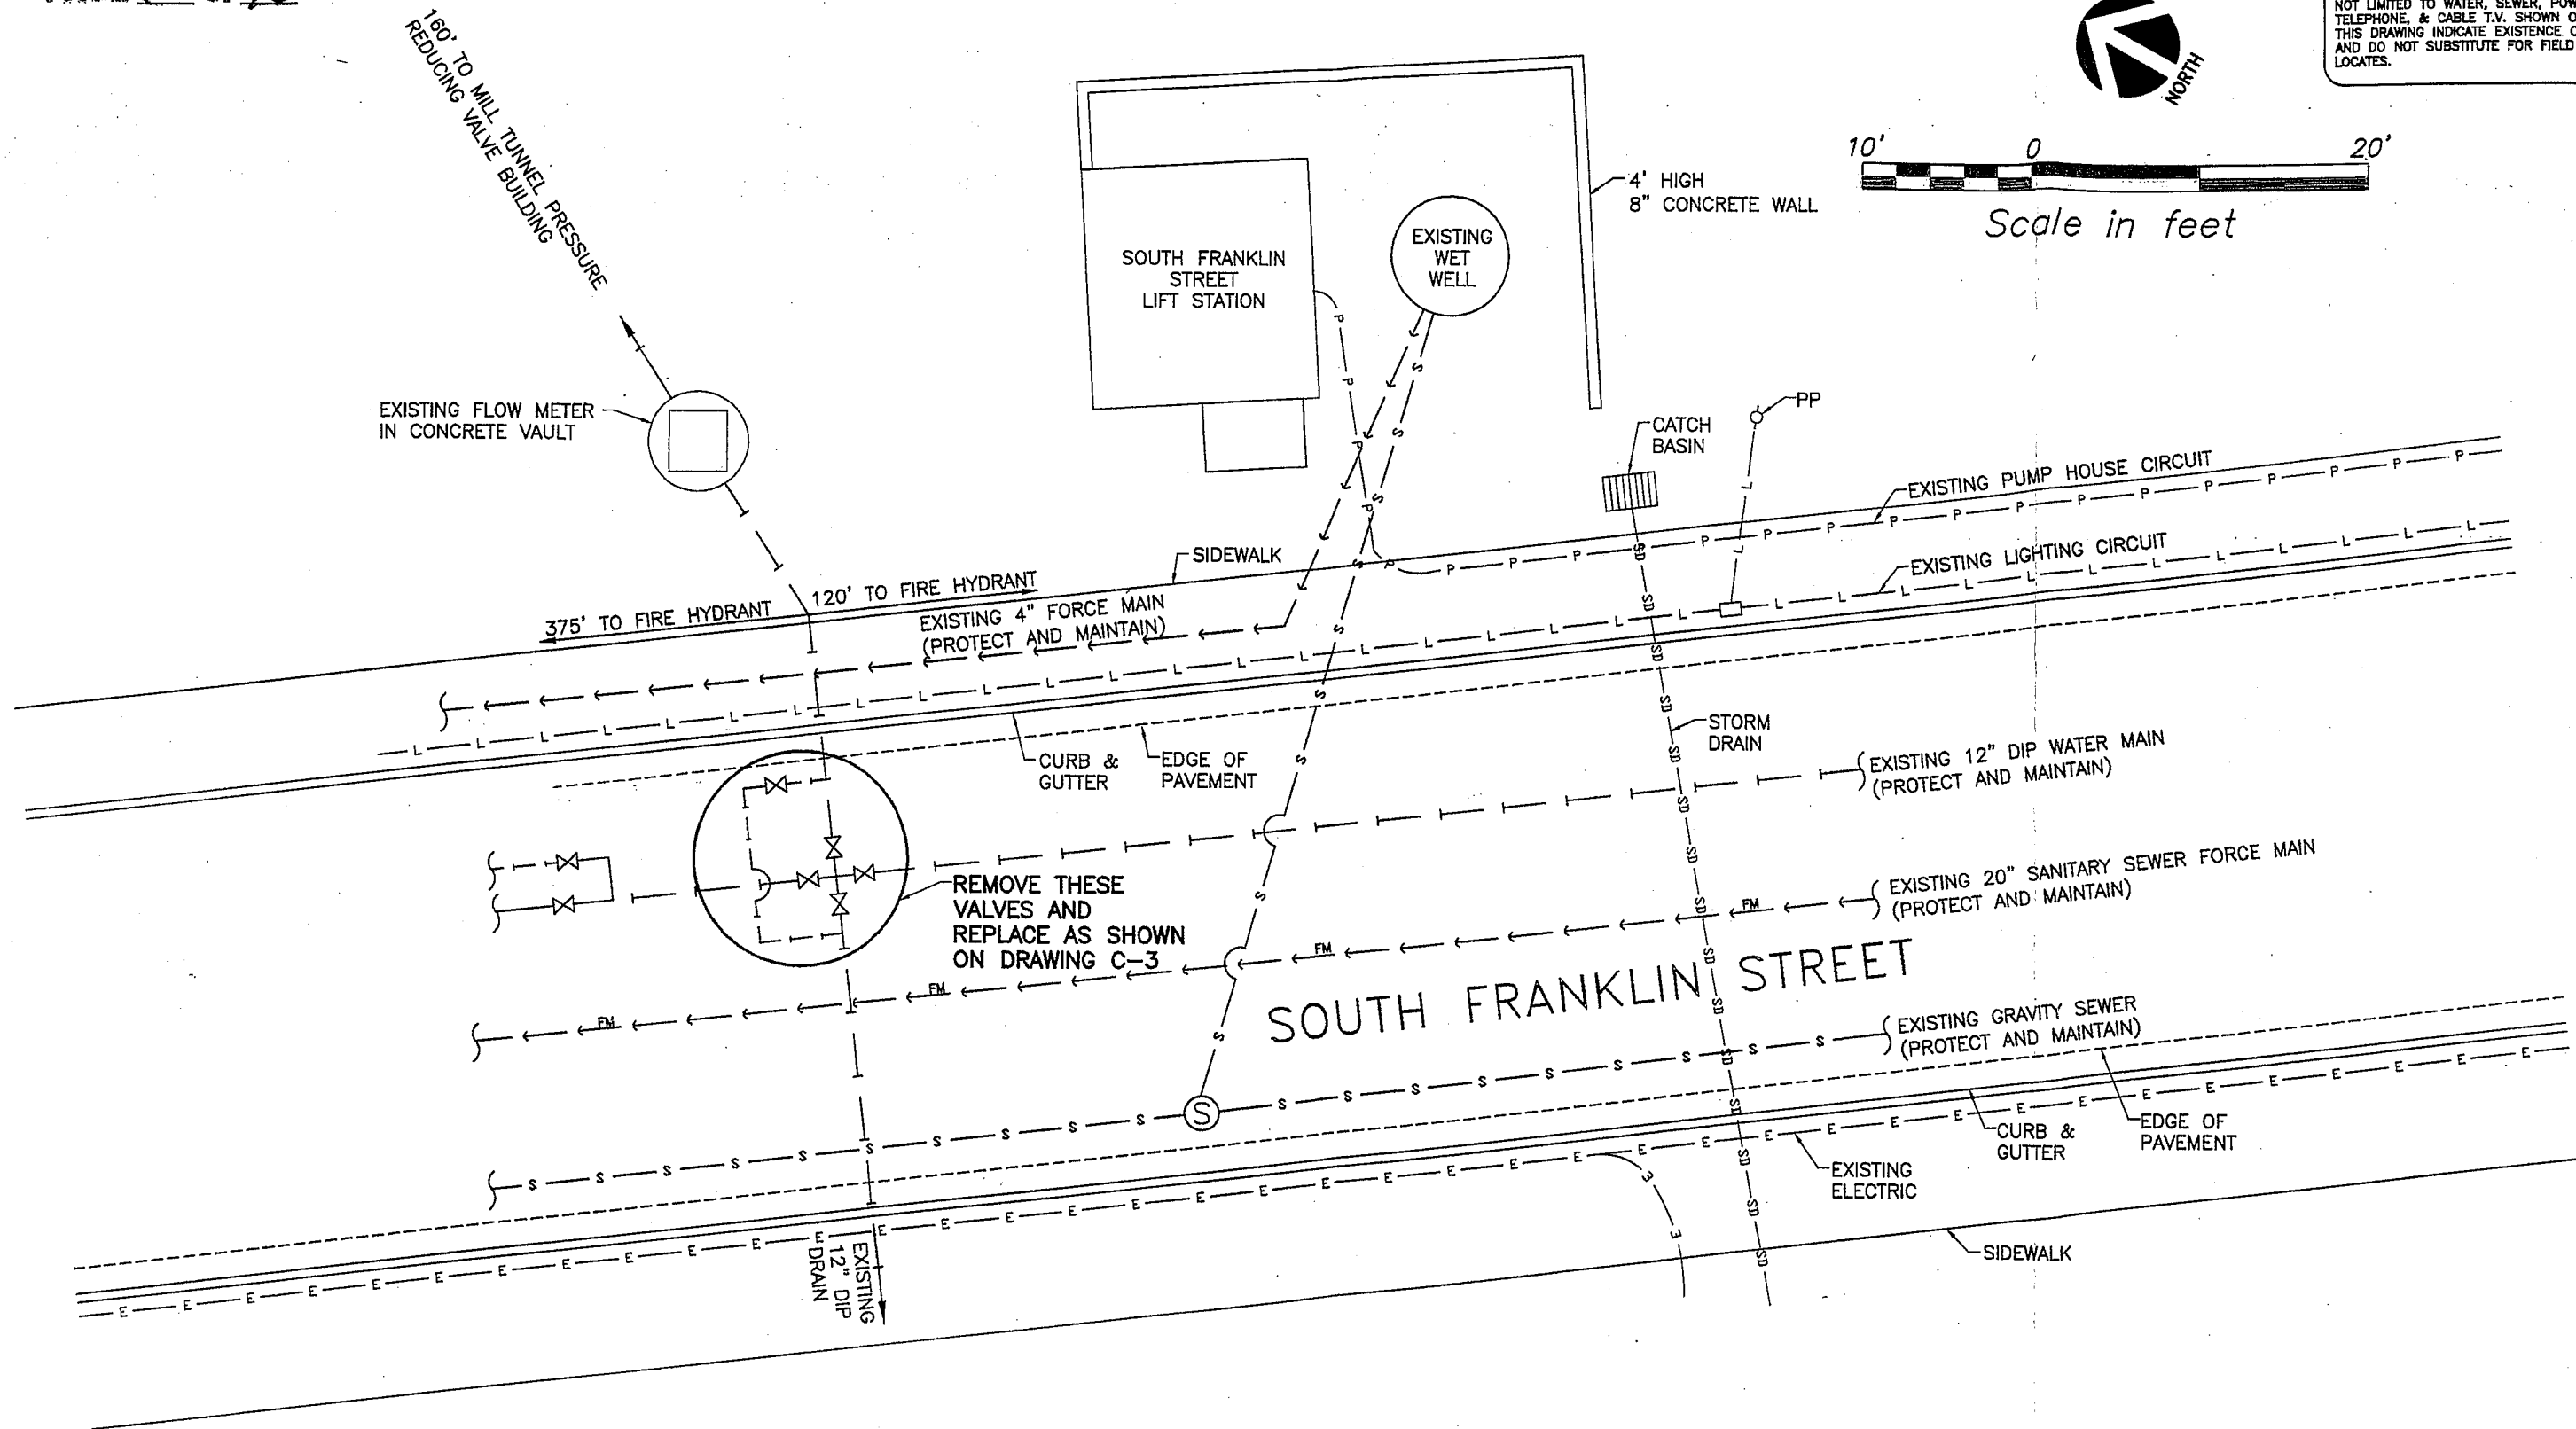 160' TO MILL TUNNEL PRESSURE
REDUCING VALVE BUILDING
NOT LIMITED TO WATER, SEWER,
TELEPHONE, & CABLE T.V. SHOWN
THIS DRAWING INDICATE EXISTENCE
AND DO NOT SUBSTITUTE FOR FIELD
LOCATES.
NORTH
10' 0 20'
Scale in feet
4' HIGH
8" CONCRETE WALL
SOUTH FRANKLIN
STREET
LIFT STATION
EXISTING
WET
WELL
EXISTING FLOW METER
IN CONCRETE VAULT
CATCH
BASIN
PP
EXISTING PUMP HOUSE CIRCUIT
EXISTING LIGHTING CIRCUIT
SIDEWALK
375' TO FIRE HYDRANT
120' TO FIRE HYDRANT
EXISTING 4" FORCE MAIN
(PROTECT AND MAINTAIN)
CURB &
GUTTER
EDGE OF
PAVEMENT
STORM
DRAIN
EXISTING 12" DIP WATER MAIN
(PROTECT AND MAINTAIN)
REMOVE THESE
VALVES AND
REPLACE AS SHOWN
ON DRAWING C-3
EXISTING 20" SANITARY SEWER FORCE MAIN
(PROTECT AND MAINTAIN)
SOUTH FRANKLIN STREET
EXISTING GRAVITY SEWER
(PROTECT AND MAINTAIN)
S
CURB &
GUTTER
EDGE OF
PAVEMENT
EXISTING
ELECTRIC
SIDEWALK
EXISTING
12" DIP
DRAIN